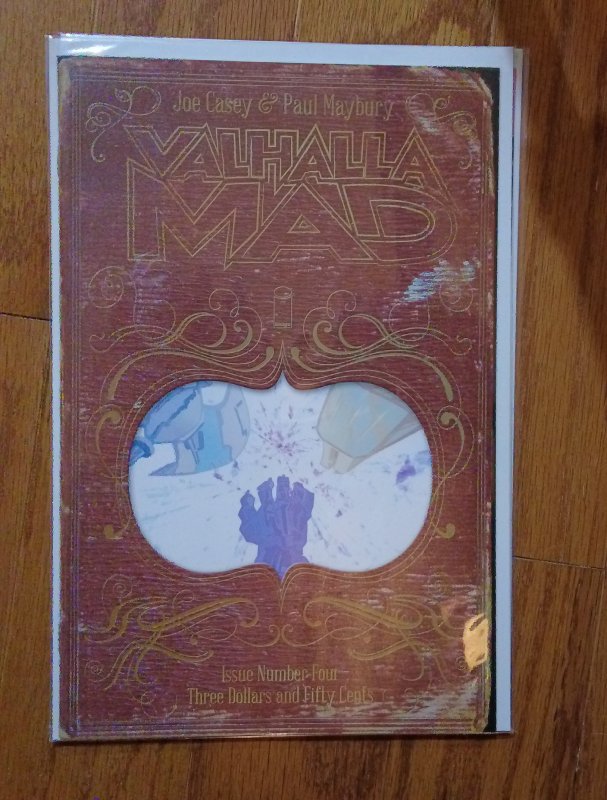 Joe Casey & Paul Maybury
VALHALLA
MAD
Issue Number Four
Three Dollars and Fifty Cents